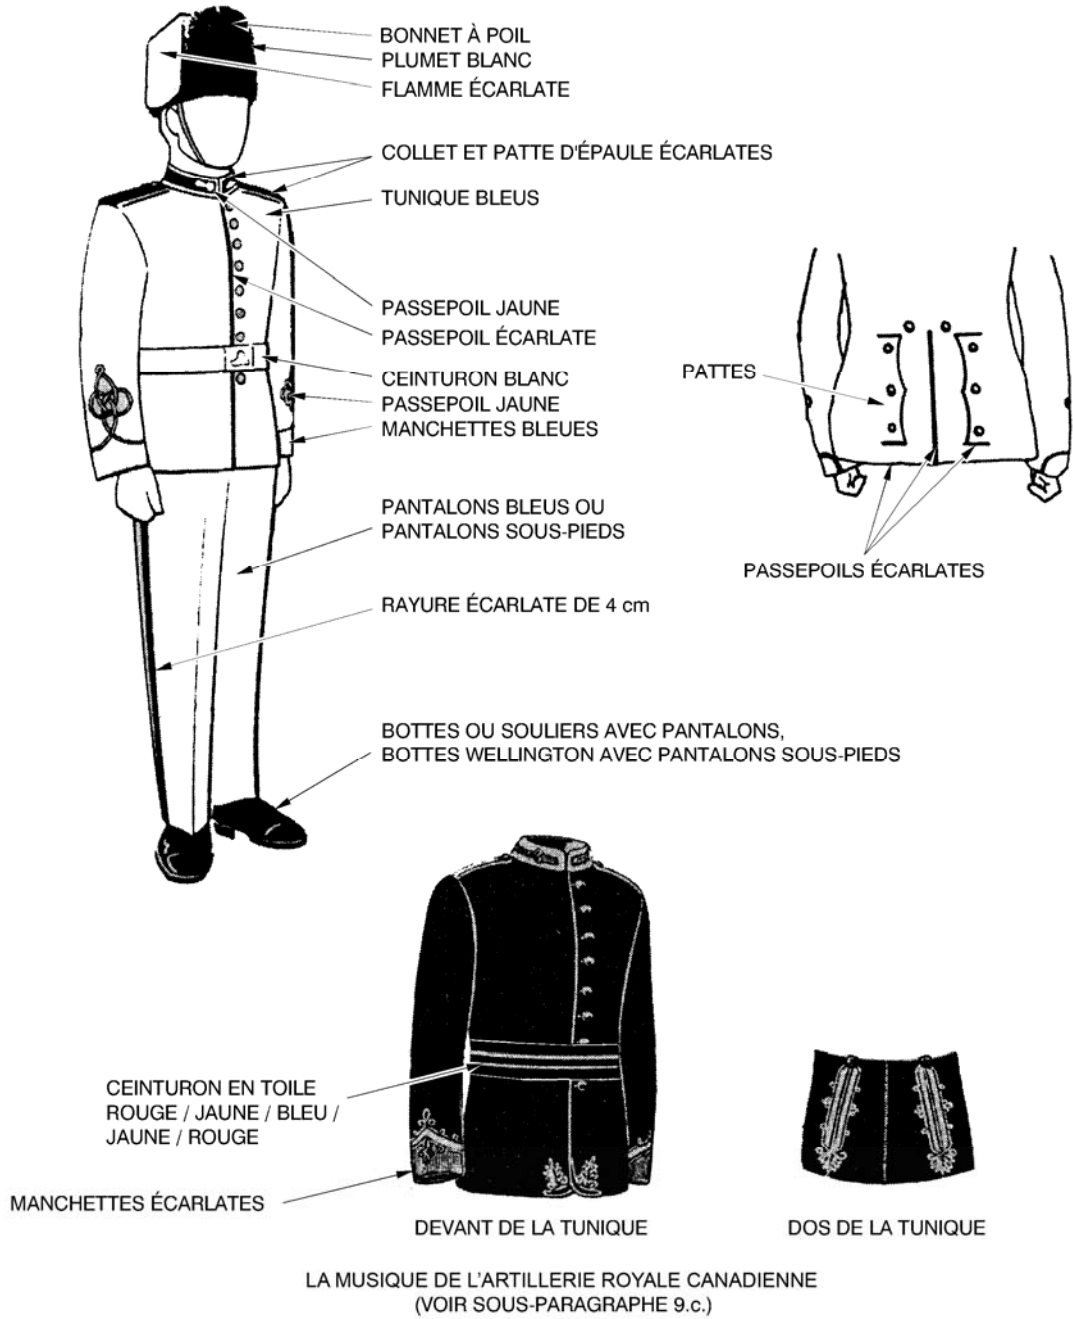 BONNET À POIL
PLUMET BLANC
FLAMME ÉCARLATE
COLLET ET PATTE D'ÉPAULE ÉCARLATES
TUNIQUE BLEUS
PASSEPOIL JAUNE
PASSEPOIL ÉCARLATE
CEINTURON BLANC
PASSEPOIL JAUNE
MANCHETTES BLEUES
PATTES
PANTALONS BLEUS OU
PANTALONS SOUS-PIEDS
PASSEPOILS ÉCARLATES
RAYURE ÉCARLATE DE 4 cm
BOTTES OU SOULIERS AVEC PANTALONS,
BOTTES WELLINGTON AVEC PANTALONS SOUS-PIEDS
CEINTURON EN TOILE
ROUGE / JAUNE / BLEU /
JAUNE / ROUGE
MANCHETTES ÉCARLATES
DEVANT DE LA TUNIQUE
DOS DE LA TUNIQUE
LA MUSIQUE DE L'ARTILLERIE ROYALE CANADIENNE
(VOIR SOUS-PARAGRAPHE 9.c.)